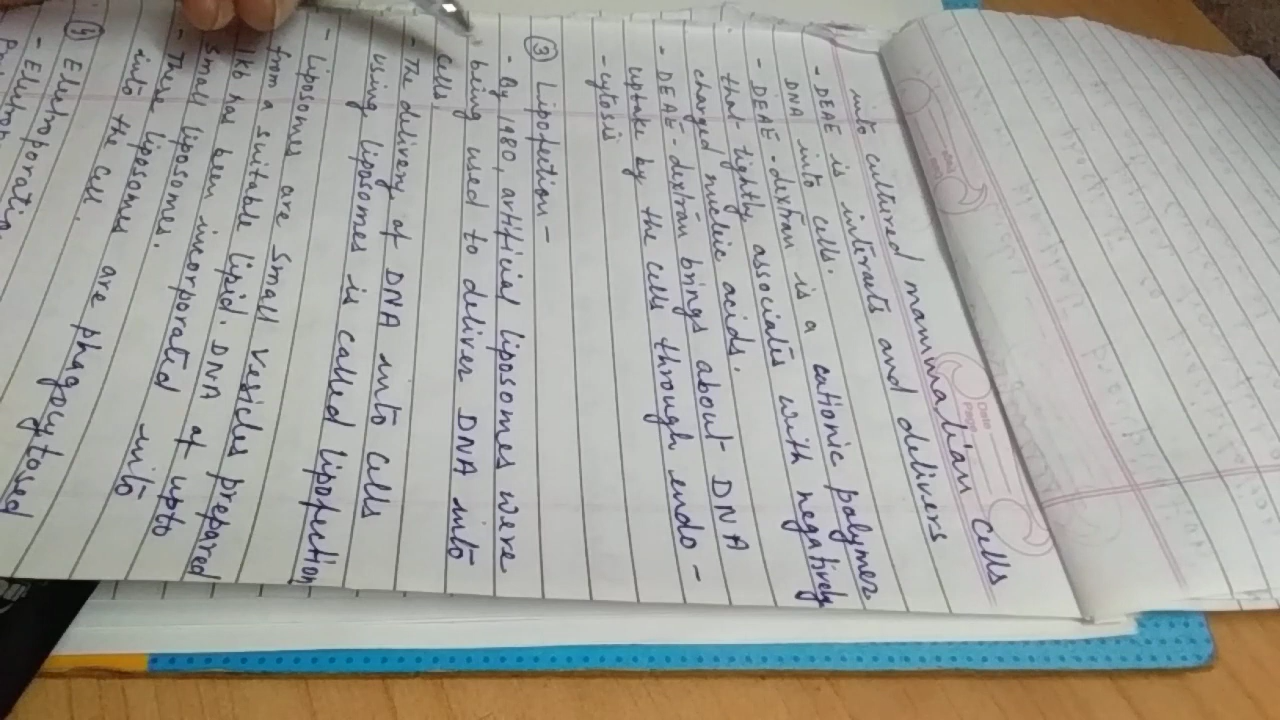 Date
Page
into cultured mammalian cells
- DEAE is interacts and delivers
DNA into cells.
- DEAE-dextran is a cationic polymer
that tightly associates with negatively
charged nucleic acids.
- DEAE-dextran brings about DNA
uptake by the cells through endo-
-cytosis
③ Lipofection -
- By 1980, artificial liposomes were
being used to deliver DNA into
cells.
- The delivery of DNA into cells
using liposomes is called lipofection
- Liposomes are small vesicles prepared
from a suitable lipid. DNA of upto
1kb has been incorporated into
small liposomes.
- These liposomes are phagocytosed
into the cell.
④ Electroporation